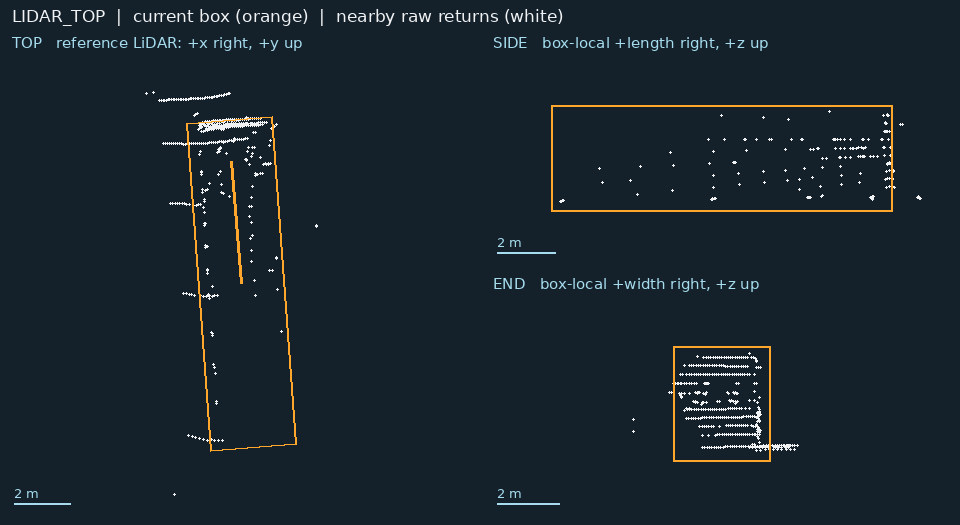 LIDAR_TOP  |  current box (orange)  |  nearby raw returns (white)
TOP   reference LiDAR: +x right, +y up
SIDE   box-local +length right, +z up
2 m
END   box-local +width right, +z up
2 m
2 m